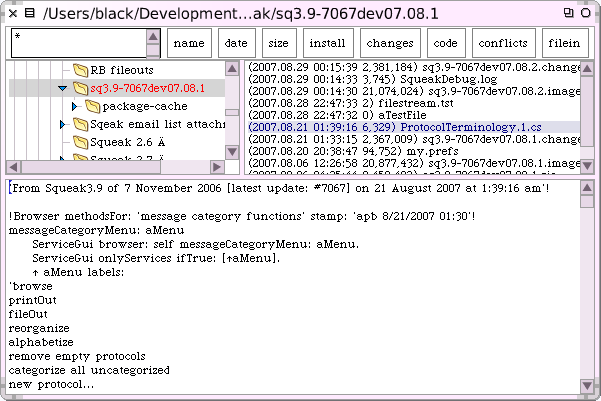 /Users/black/Development...ak/sq3.9-7067dev07.08.1
*
name date size install changes code conflicts filein
RB fileouts
sq3.9-7067dev07.08.1
package-cache
Sqeak email list attachn
Squeak 2.6 Ä
(2007.08.29 00:15:39 2,381,184) sq3.9-7067dev07.08.2.change
(2007.08.29 00:14:33 3,745) SqueakDebug.log
(2007.08.29 00:14:30 21,074,024) sq3.9-7067dev07.08.2.image
(2007.08.28 22:47:33 2) filestream.tst
(2007.08.28 22:47:32 0) aTestFile
(2007.08.21 01:39:16 6,329) ProtocolTerminology.1.cs
(2007.08.21 01:33:15 2,367,009) sq3.9-7067dev07.08.1.change
(2007.08.20 20:38:47 94,752) my.prefs
(2007.08.06 12:26:58 20,877,432) sq3.9-7067dev07.08.1.image
From Squeak3.9 of 7 November 2006 [latest update: #7067] on 21 August 2007 at 1:39:16 am'!
!Browser methodsFor: 'message category functions' stamp: 'apb 8/21/2007 01:30'!
messageCategoryMenu: aMenu
ServiceGui browser: self messageCategoryMenu: aMenu.
ServiceGui onlyServices ifTrue: [↑aMenu].
↑ aMenu labels:
'browse
printOut
fileOut
reorganize
alphabetize
remove empty protocols
categorize all uncategorized
new protocol...